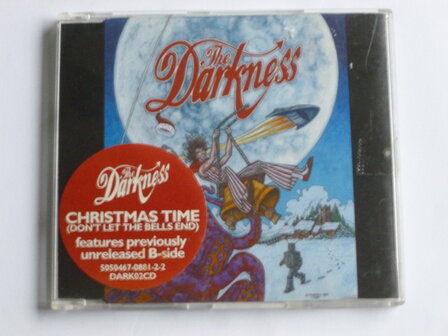 The
Darkness
The
Darkness
CHRISTMAS TIME
(DON'T LET THE BELLS END)
features previously
unreleased B-side
5050467-0881-2-2
DARK02CD